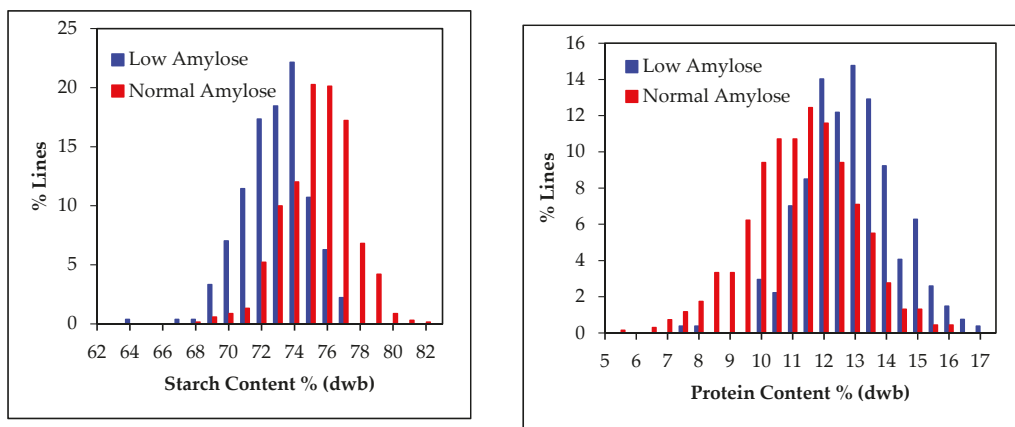 25
20
15
10
5
0
% Lines
Low Amylose
Normal Amylose
62 64 66 68 70 72 74 76 78 80 82
Starch Content % (dwb)
16
14
12
10
8
6
4
2
0
% Lines
Low Amylose
Normal Amylose
5 6 7 8 9 10 11 12 13 14 15 16 17
Protein Content % (dwb)